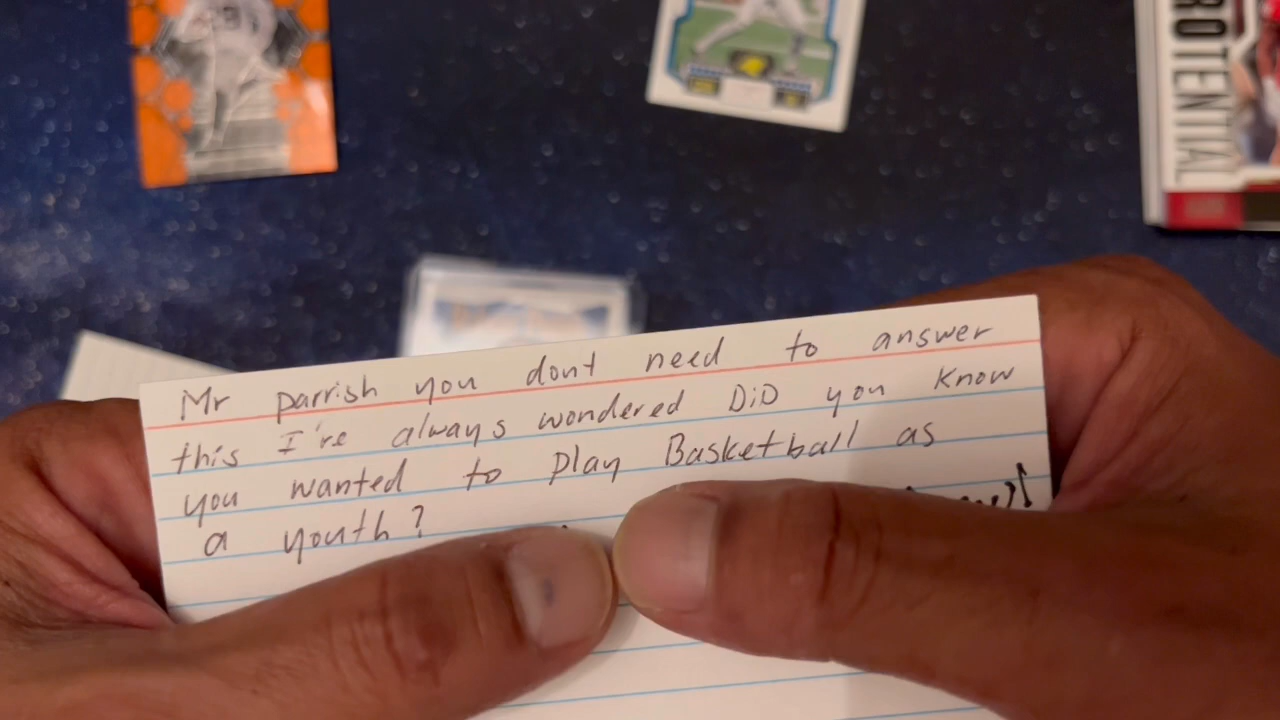 Mr parrish you dont need to answer
this I've always wondered DiD you know
you wanted to play Basketball as
a youth?
ROTENTIAL